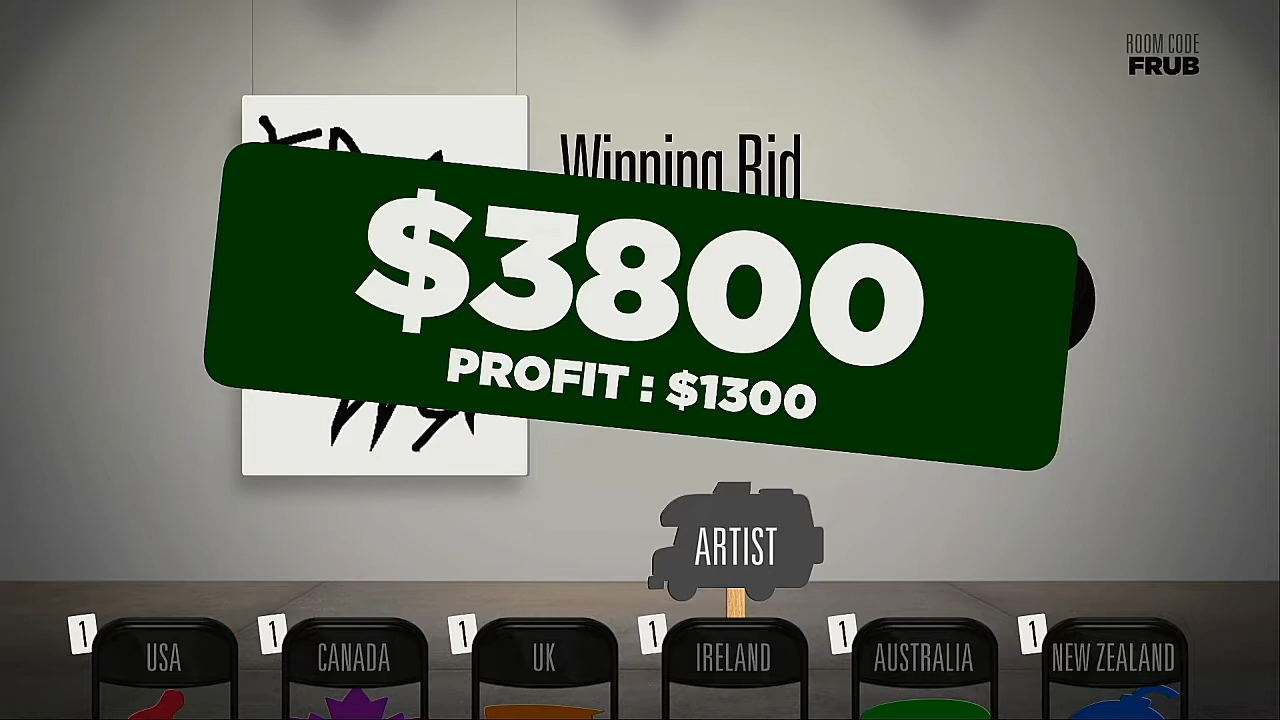 ROOM CODE
FRUB
Winning Bid
$3800
PROFIT : $1300
ARTIST
1 1 1 1 1 1
USA CANADA UK IRELAND AUSTRALIA NEW ZEALAND